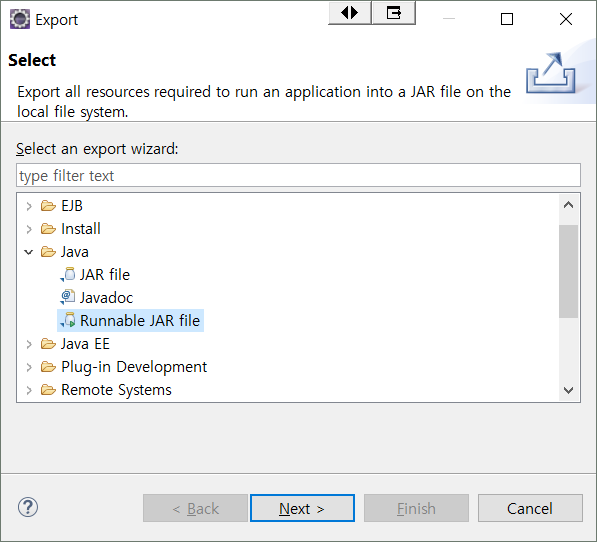 Export
Select
Export all resources required to run an application into a JAR file on the
local file system.
Select an export wizard:
type filter text
EJB
Install
Java
JAR file
Javadoc
Runnable JAR file
Java EE
Plug-in Development
Remote Systems
< Back
Next >
Finish
Cancel